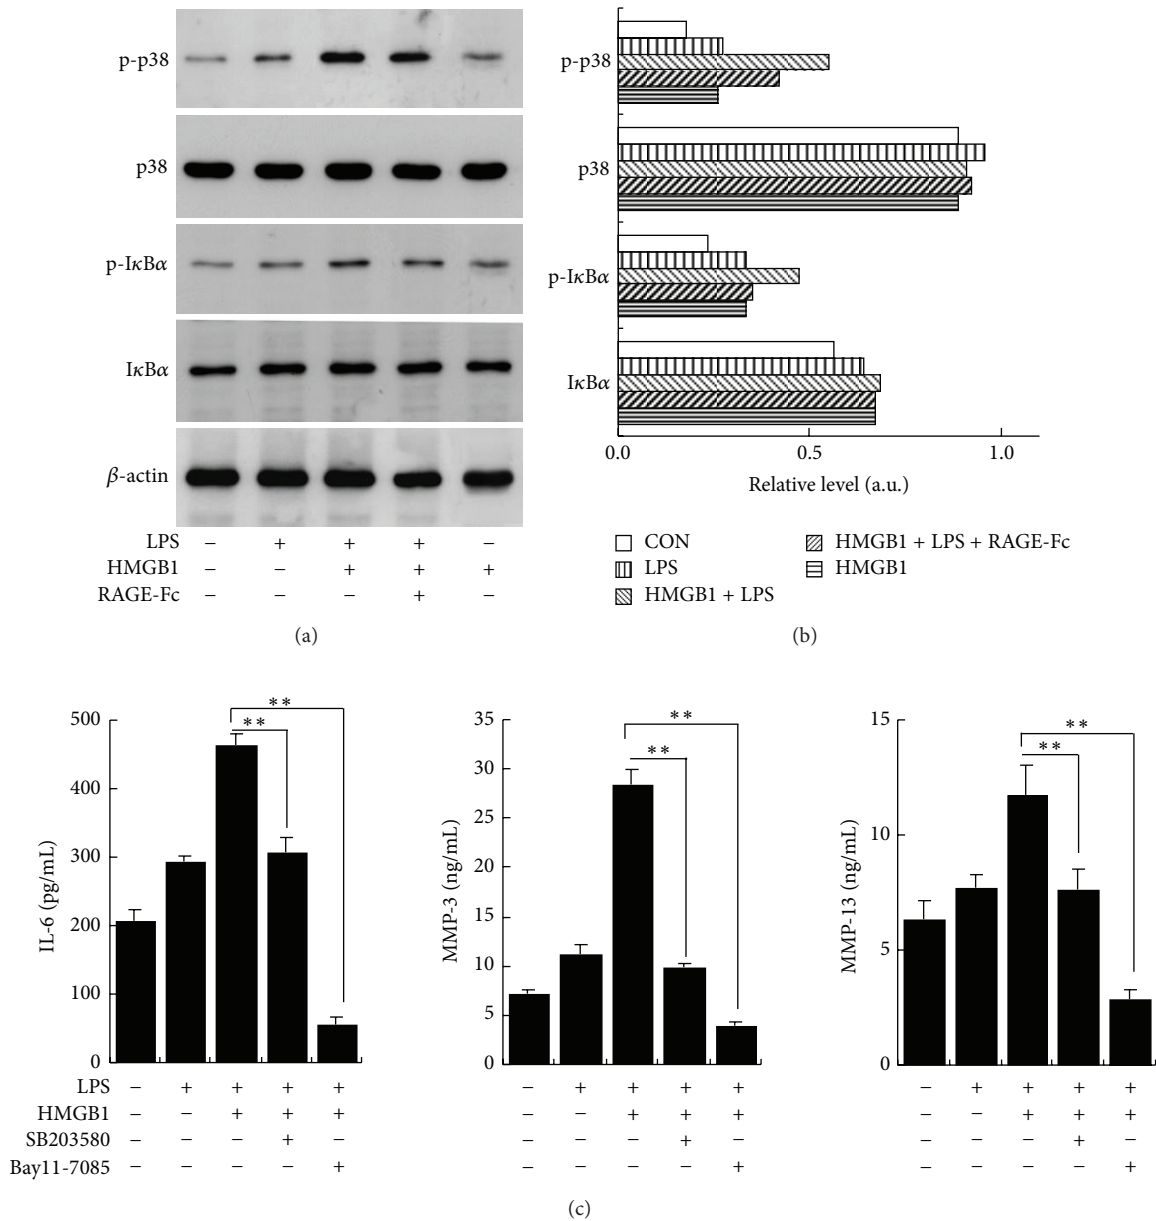 p-p38
p38
p-IκBα
IκBα
β-actin
LPS − + + + −
HMGB1 − − + + +
RAGE-Fc − − − + −
(a)
p-p38
p38
p-IκBα
IκBα
0.0 0.5 1.0
Relative level (a.u.)
CON
LPS
HMGB1 + LPS
HMGB1 + LPS + RAGE-Fc
HMGB1
(b)
IL-6 (pg/mL)
500
400
300
200
100
0
**
**
LPS − + + + +
HMGB1 − − + + +
SB203580 − − − + −
Bay11-7085 − − − − +
MMP-3 (ng/mL)
35
30
25
20
15
10
5
0
**
**
− + + + +
− − + + +
− − − + −
− − − − +
MMP-13 (ng/mL)
15
10
5
0
**
**
− + + + +
− − + + +
− − − + −
− − − − +
(c)